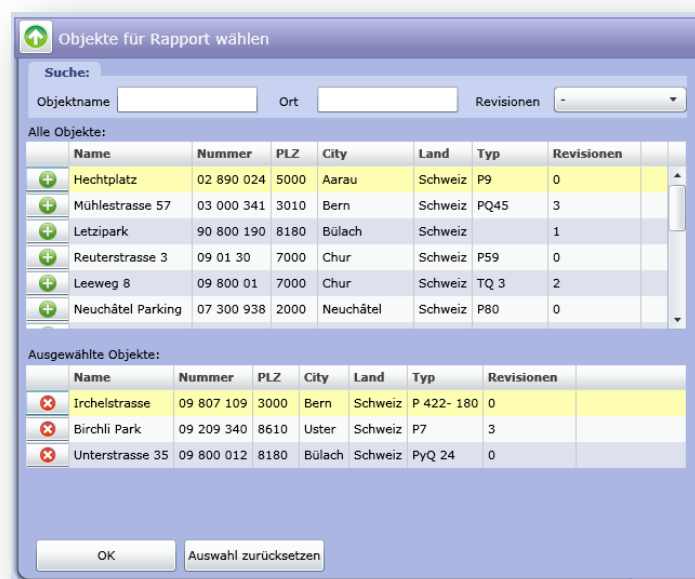 Objekte für Rapport wählen
Suche:
Objektname Ort Revisionen -
Alle Objekte:
Name Nummer PLZ City Land Typ Revisionen
Hechtplatz 02 890 024 5000 Aarau Schweiz P9 0
Mühlestrasse 57 03 000 341 3010 Bern Schweiz PQ45 3
Letzipark 90 800 190 8180 Bülach Schweiz 1
Reuterstrasse 3 09 01 30 7000 Chur Schweiz P59 0
Leeweg 8 09 800 01 7000 Chur Schweiz TQ 3 2
Neuchâtel Parking 07 300 938 2000 Neuchâtel Schweiz P80 0
Ausgewählte Objekte:
Name Nummer PLZ City Land Typ Revisionen
Irchelstrasse 09 807 109 3000 Bern Schweiz P 422- 180 0
Birchli Park 09 209 340 8610 Uster Schweiz P7 3
Unterstrasse 35 09 800 012 8180 Bülach Schweiz PyQ 24 0
OK Auswahl zurücksetzen